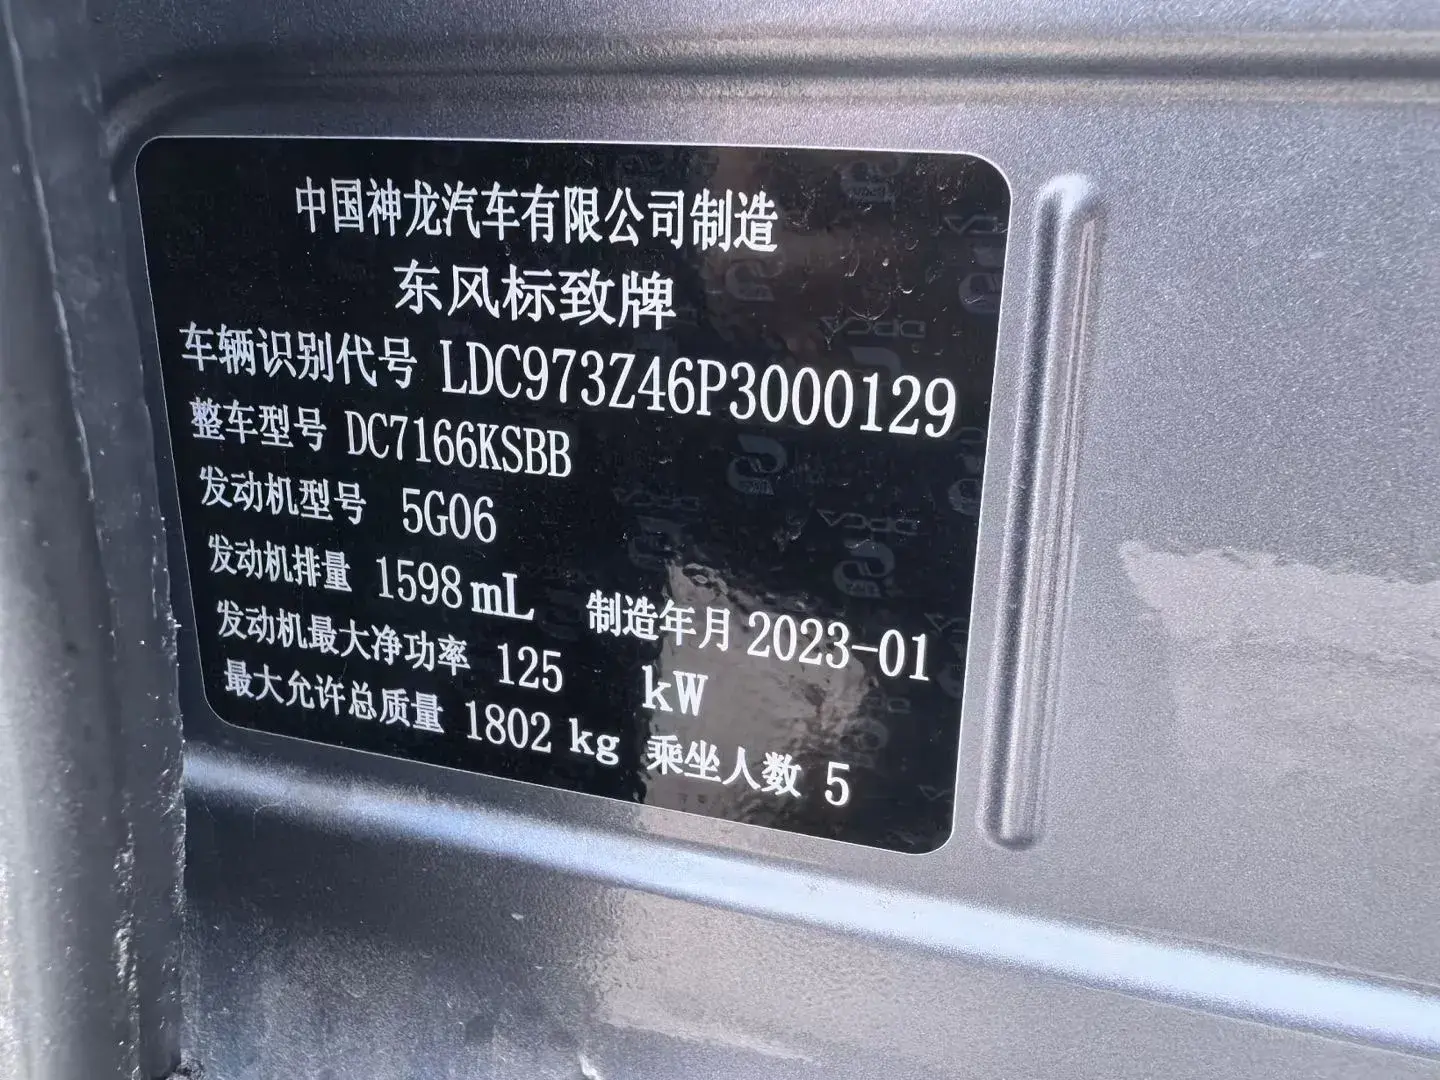 中国神龙汽车有限公司制造
东风标致牌
车辆识别代号 LDC973Z46P3000129
整车型号 DC7166KSBB
发动机型号 5G06
发动机排量 1598 mL 制造年月 2023-01
发动机最大净功率 125 kW
最大允许总质量 1802 kg 乘坐人数 5
DPCA
DPCA